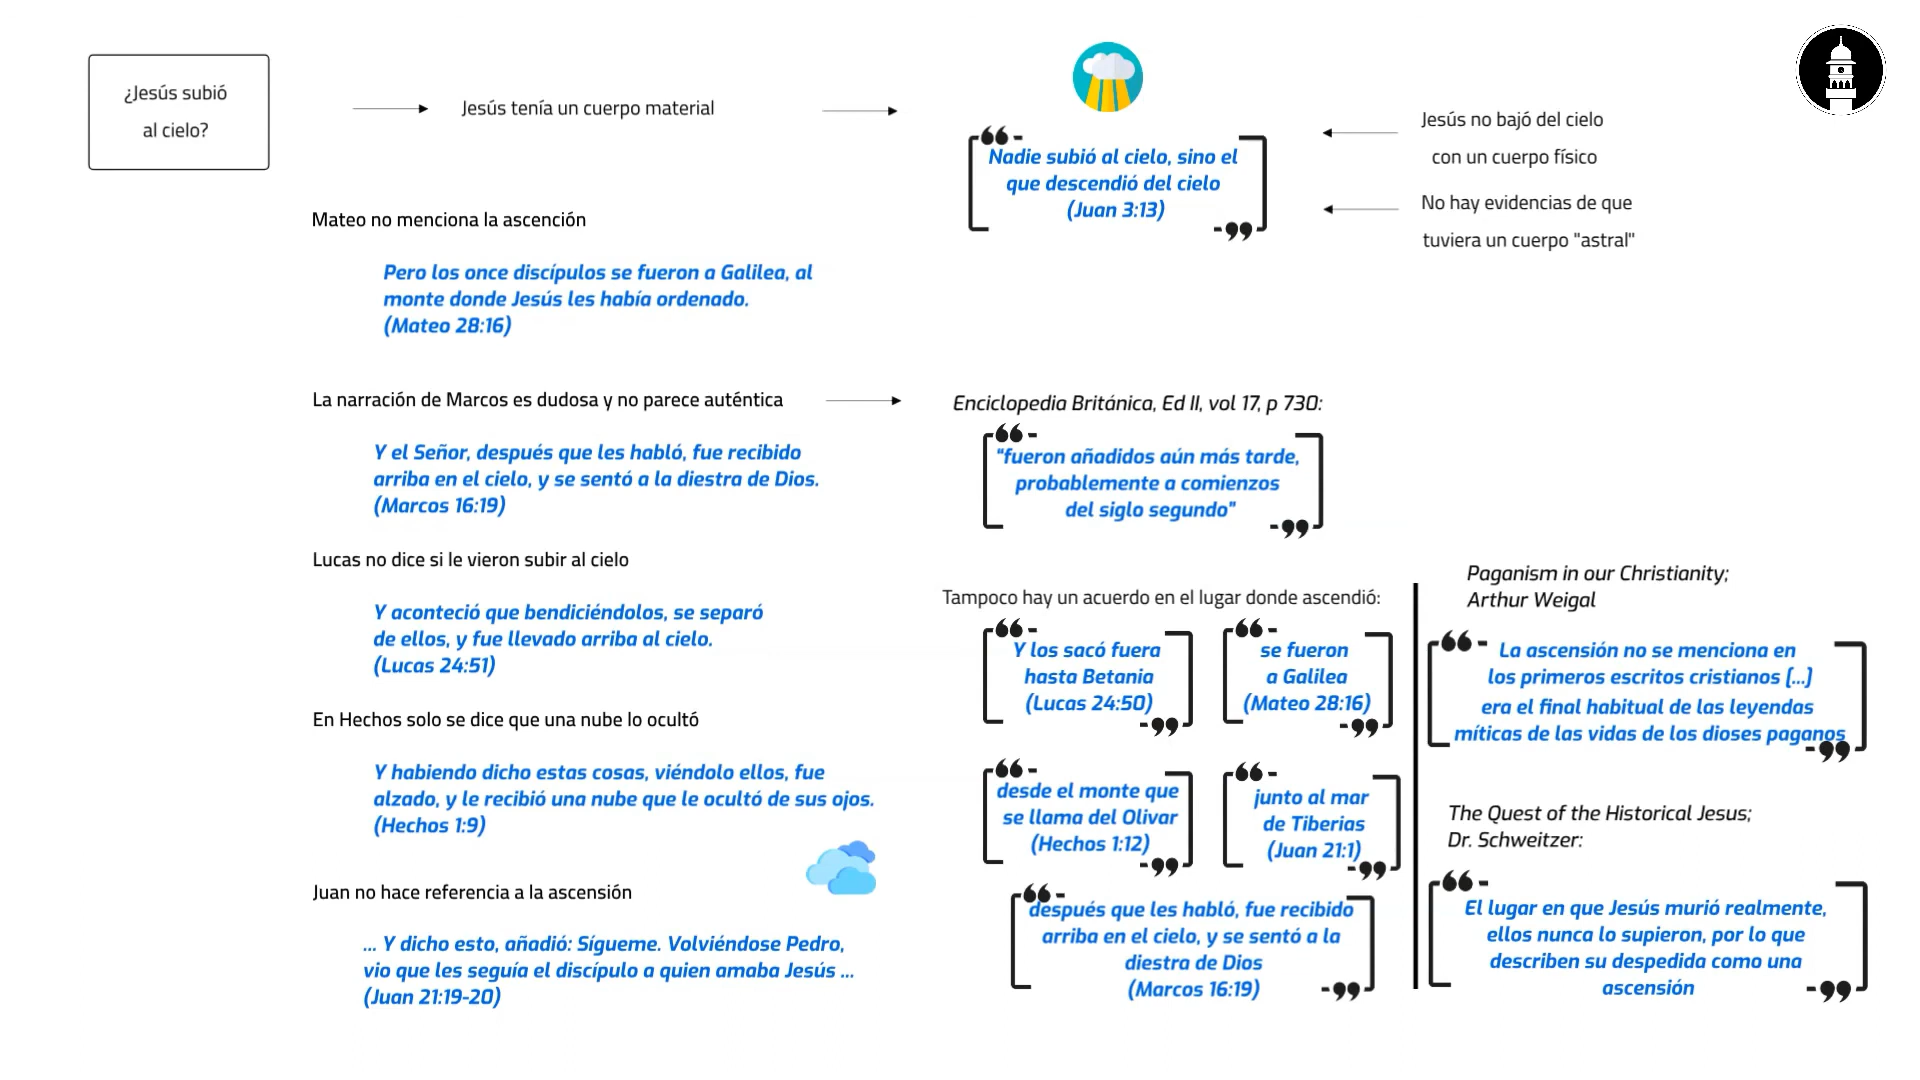 ¿Jesús subió
al cielo?
Jesús tenía un cuerpo material
Nadie subió al cielo, sino el
que descendió del cielo
(Juan 3:13)
Jesús no bajó del cielo
con un cuerpo físico
No hay evidencias de que
tuviera un cuerpo "astral"
Mateo no menciona la ascención
Pero los once discípulos se fueron a Galilea, al
monte donde Jesús les había ordenado.
(Mateo 28:16)
La narración de Marcos es dudosa y no parece auténtica
Y el Señor, después que les habló, fue recibido
arriba en el cielo, y se sentó a la diestra de Dios.
(Marcos 16:19)
Enciclopedia Británica, Ed II, vol 17, p 730:
"fueron añadidos aún más tarde,
probablemente a comienzos
del siglo segundo"
Lucas no dice si le vieron subir al cielo
Y aconteció que bendiciéndolos, se separó
de ellos, y fue llevado arriba al cielo.
(Lucas 24:51)
En Hechos solo se dice que una nube lo ocultó
Y habiendo dicho estas cosas, viéndolo ellos, fue
alzado, y le recibió una nube que le ocultó de sus ojos.
(Hechos 1:9)
Juan no hace referencia a la ascensión
... Y dicho esto, añadió: Sígueme. Volviéndose Pedro,
vio que les seguía el discípulo a quien amaba Jesús ...
(Juan 21:19-20)
Tampoco hay un acuerdo en el lugar donde ascendió:
Y los sacó fuera
hasta Betania
(Lucas 24:50)
se fueron
a Galilea
(Mateo 28:16)
desde el monte que
se llama del Olivar
(Hechos 1:12)
junto al mar
de Tiberias
(Juan 21:1)
después que les habló, fue recibido
arriba en el cielo, y se sentó a la
diestra de Dios
(Marcos 16:19)
Paganism in our Christianity;
Arthur Weigal
La ascensión no se menciona en
los primeros escritos cristianos [...]
era el final habitual de las leyendas
míticas de las vidas de los dioses paganos
The Quest of the Historical Jesus;
Dr. Schweitzer:
El lugar en que Jesús murió realmente,
ellos nunca lo supieron, por lo que
describen su despedida como una
ascensión